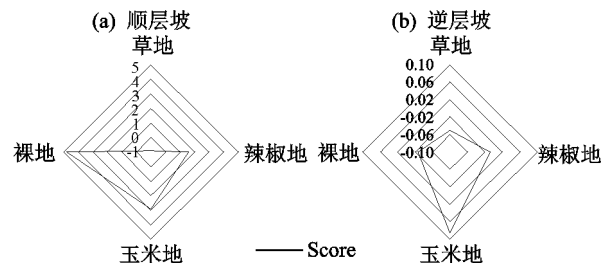 (a) 顺层坡
草地
5
4
3
2
1
0
-1
裸地
辣椒地
玉米地
(b) 逆层坡
草地
0.10
0.06
0.02
-0.02
-0.06
-0.10
裸地
辣椒地
玉米地
Score